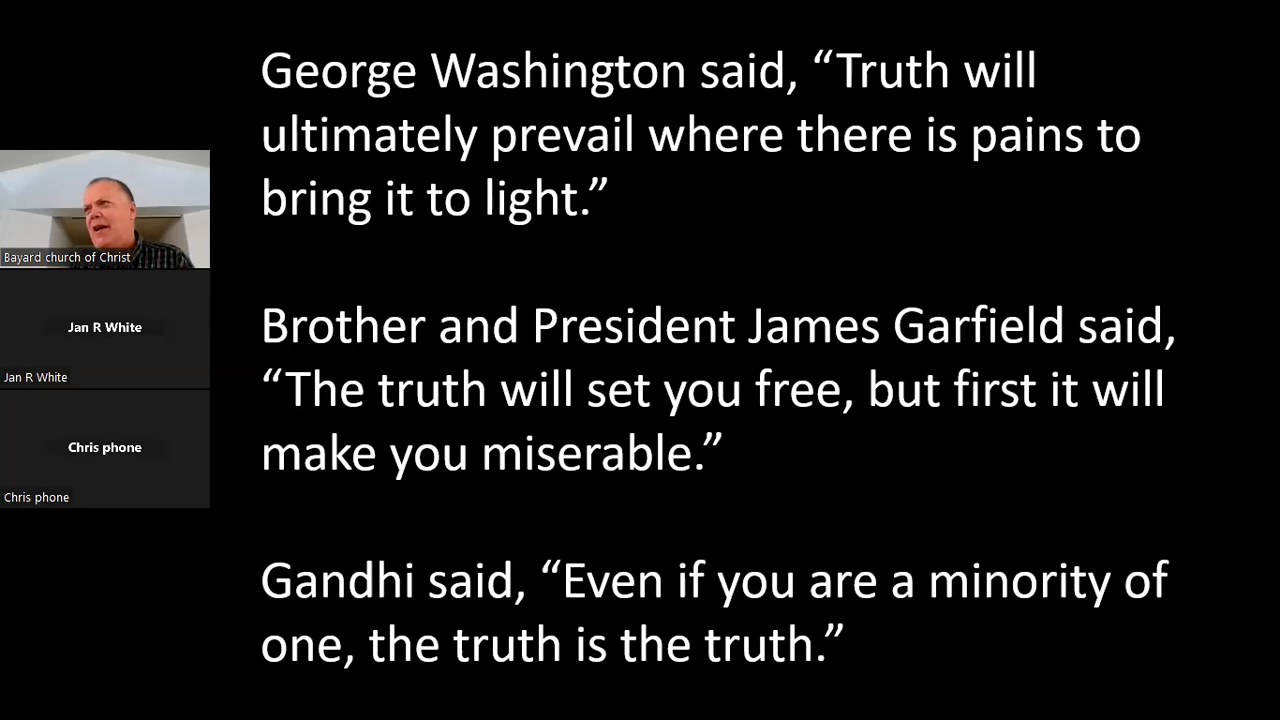 George Washington said, “Truth will
ultimately prevail where there is pains to
bring it to light.”
Brother and President James Garfield said,
“The truth will set you free, but first it will
make you miserable.”
Gandhi said, “Even if you are a minority of
one, the truth is the truth.”
Bayard church of Christ
Jan R White
Jan R White
Chris phone
Chris phone